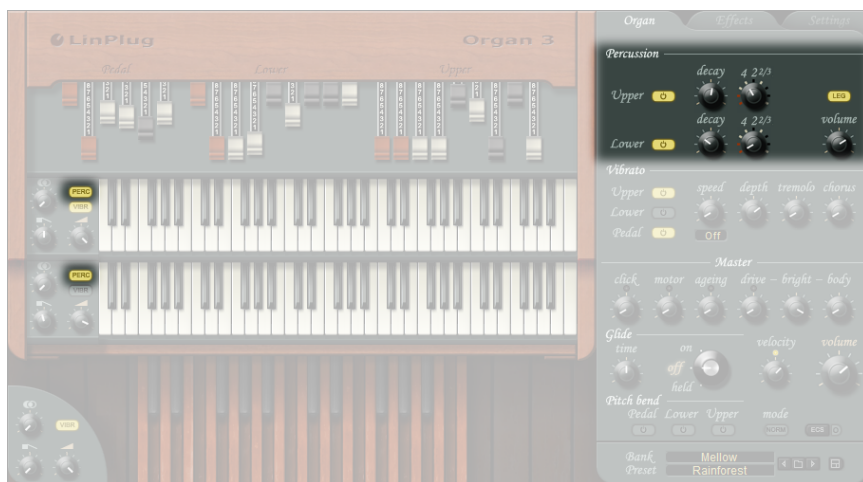 LinPlug
Organ 3
Pedal
Lower
Upper
PERC
VIBR
PERC
VIBR
VIBR
Organ
Effects
Settings
Percussion
decay
4 2 2/3
Upper
LEG
decay
4 2 2/3
volume
Lower
Vibrato
Upper
speed
depth
tremolo
chorus
Lower
Pedal
Off
Master
click
motor
ageing
drive – bright – body
Glide
time
on
off
held
velocity
volume
Pitch bend
Pedal Lower Upper
mode
NORM
ECS
Bank
Mellow
Preset
Rainforest